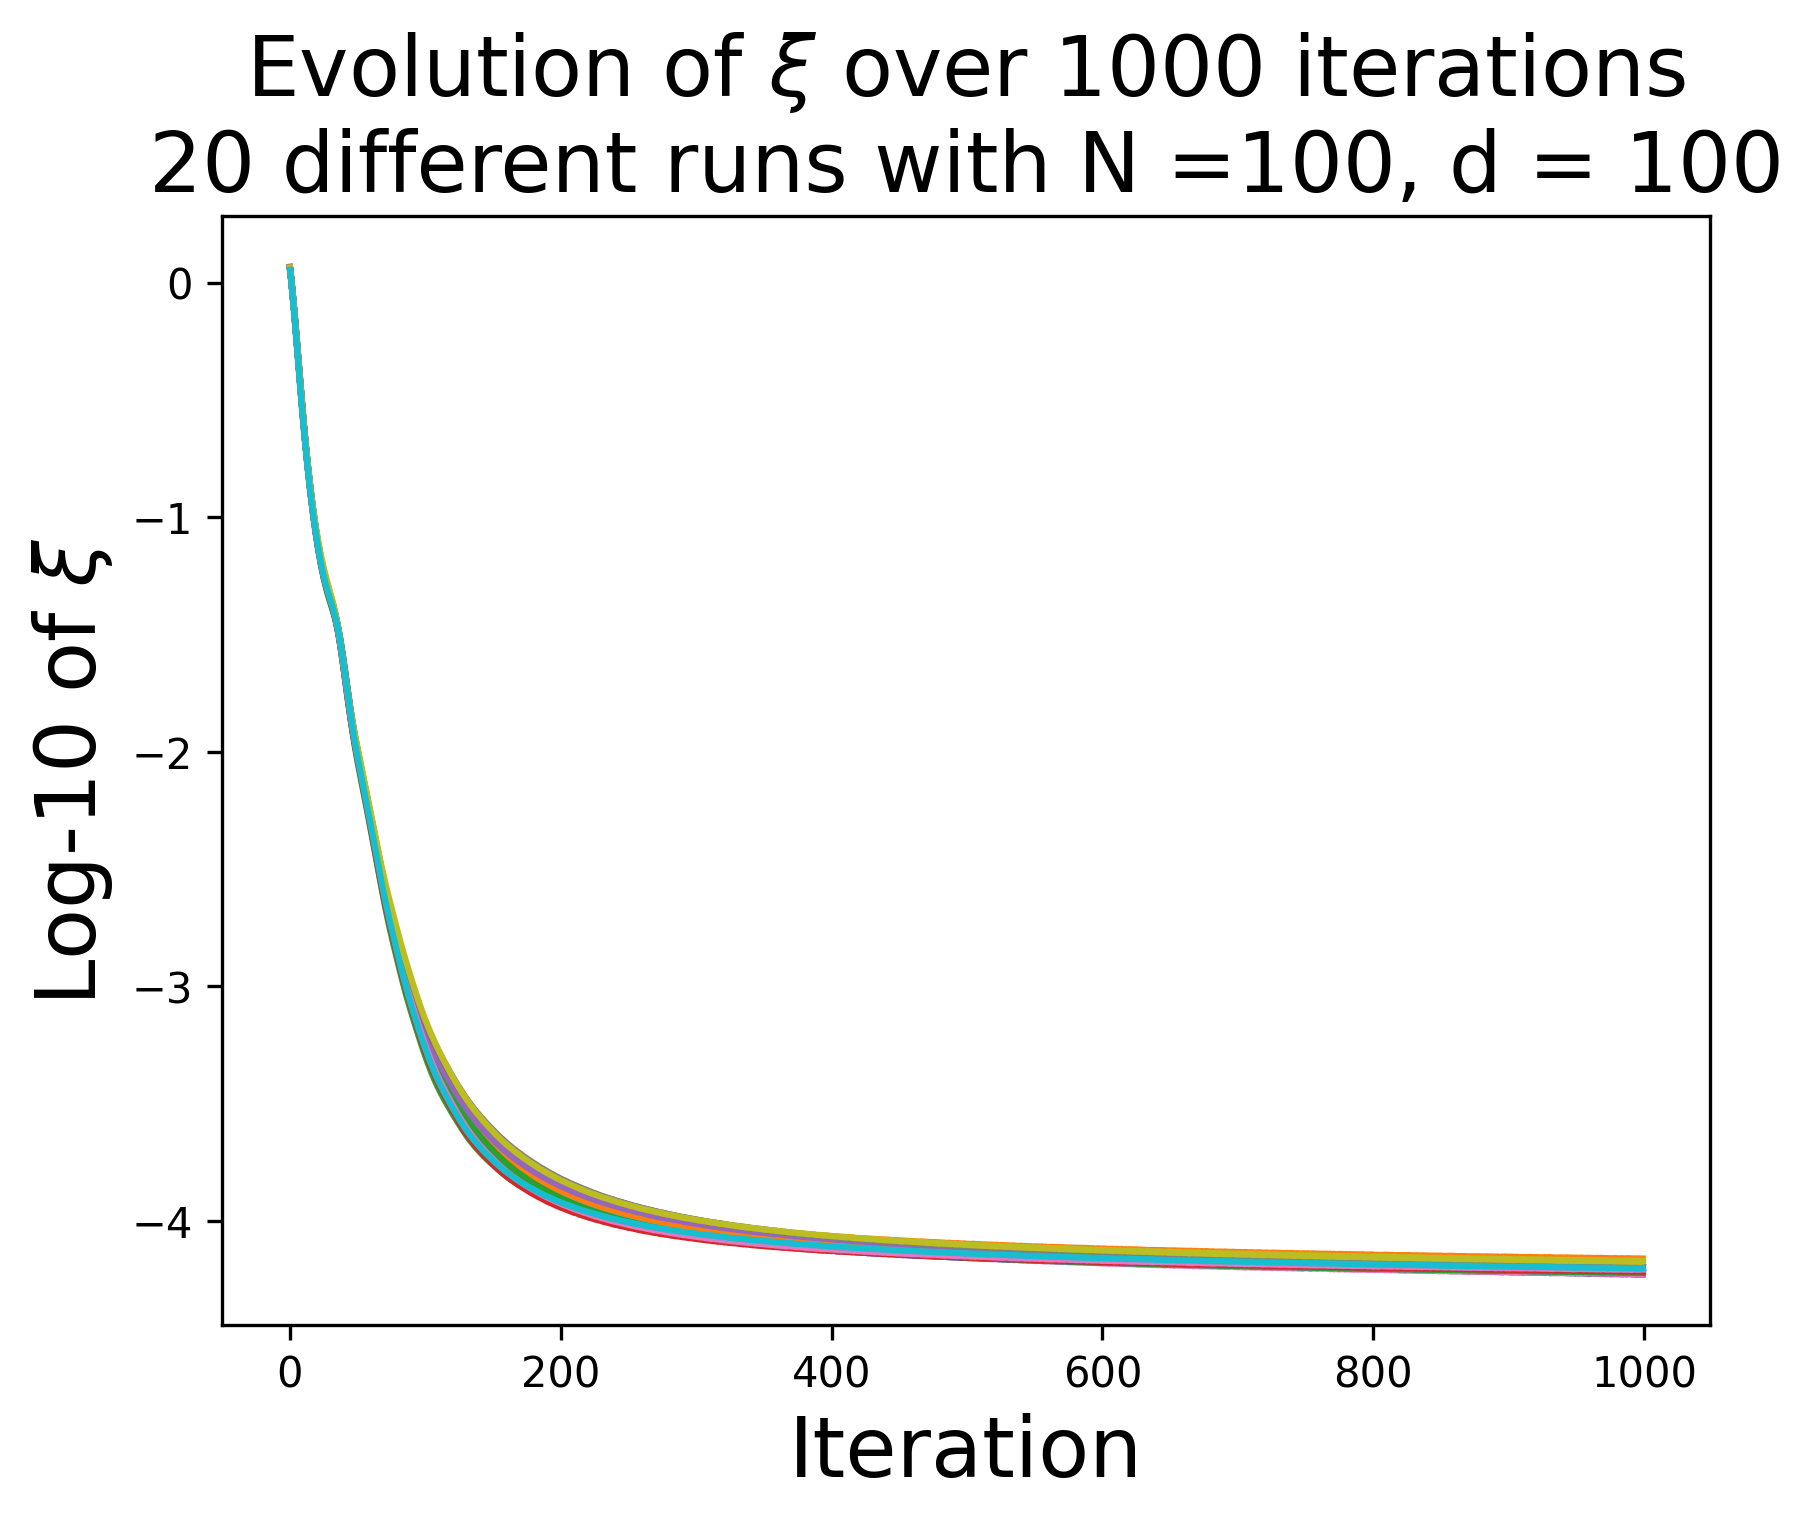 Evolution of ξ over 1000 iterations
20 different runs with N =100, d = 100
Log-10 of ξ
0
−1
−2
−3
−4
0 200 400 600 800 1000
Iteration